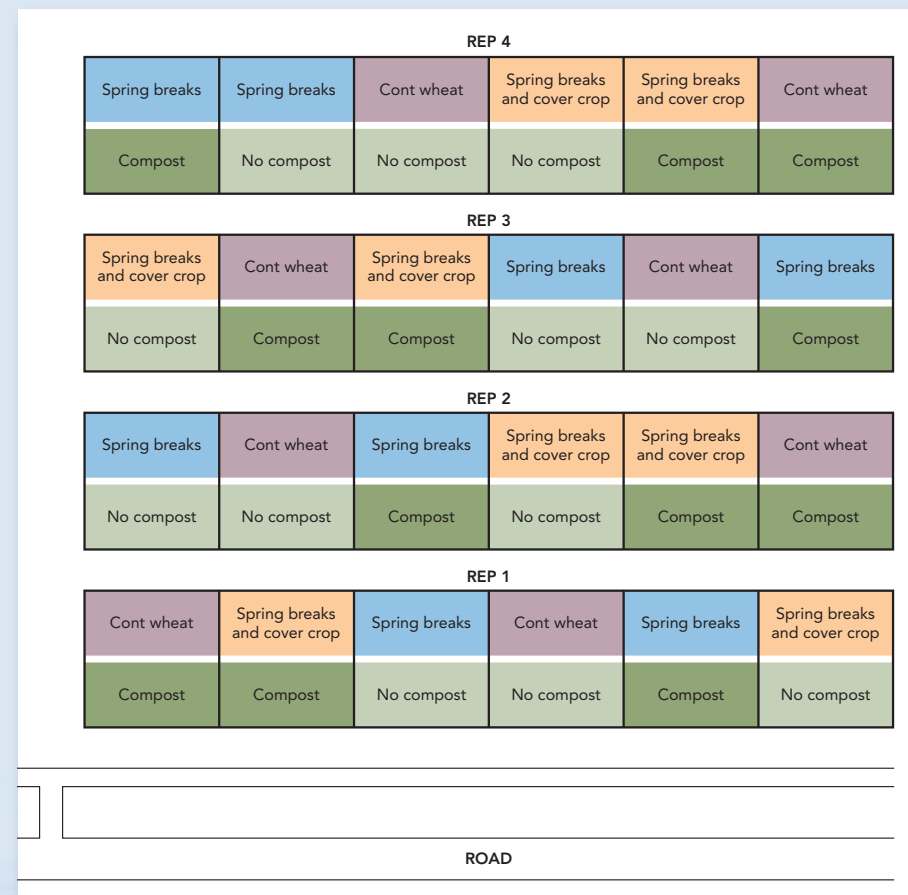 REP 4
Spring breaks
Spring breaks
Cont wheat
Spring breaks
and cover crop
Spring breaks
and cover crop
Cont wheat
Compost
No compost
No compost
No compost
Compost
Compost
REP 3
Spring breaks
and cover crop
Cont wheat
Spring breaks
and cover crop
Spring breaks
Cont wheat
Spring breaks
No compost
Compost
Compost
No compost
No compost
Compost
REP 2
Spring breaks
Cont wheat
Spring breaks
Spring breaks
and cover crop
Spring breaks
and cover crop
Cont wheat
No compost
No compost
Compost
No compost
Compost
Compost
REP 1
Cont wheat
Spring breaks
and cover crop
Spring breaks
Cont wheat
Spring breaks
Spring breaks
and cover crop
Compost
Compost
No compost
No compost
Compost
No compost
ROAD